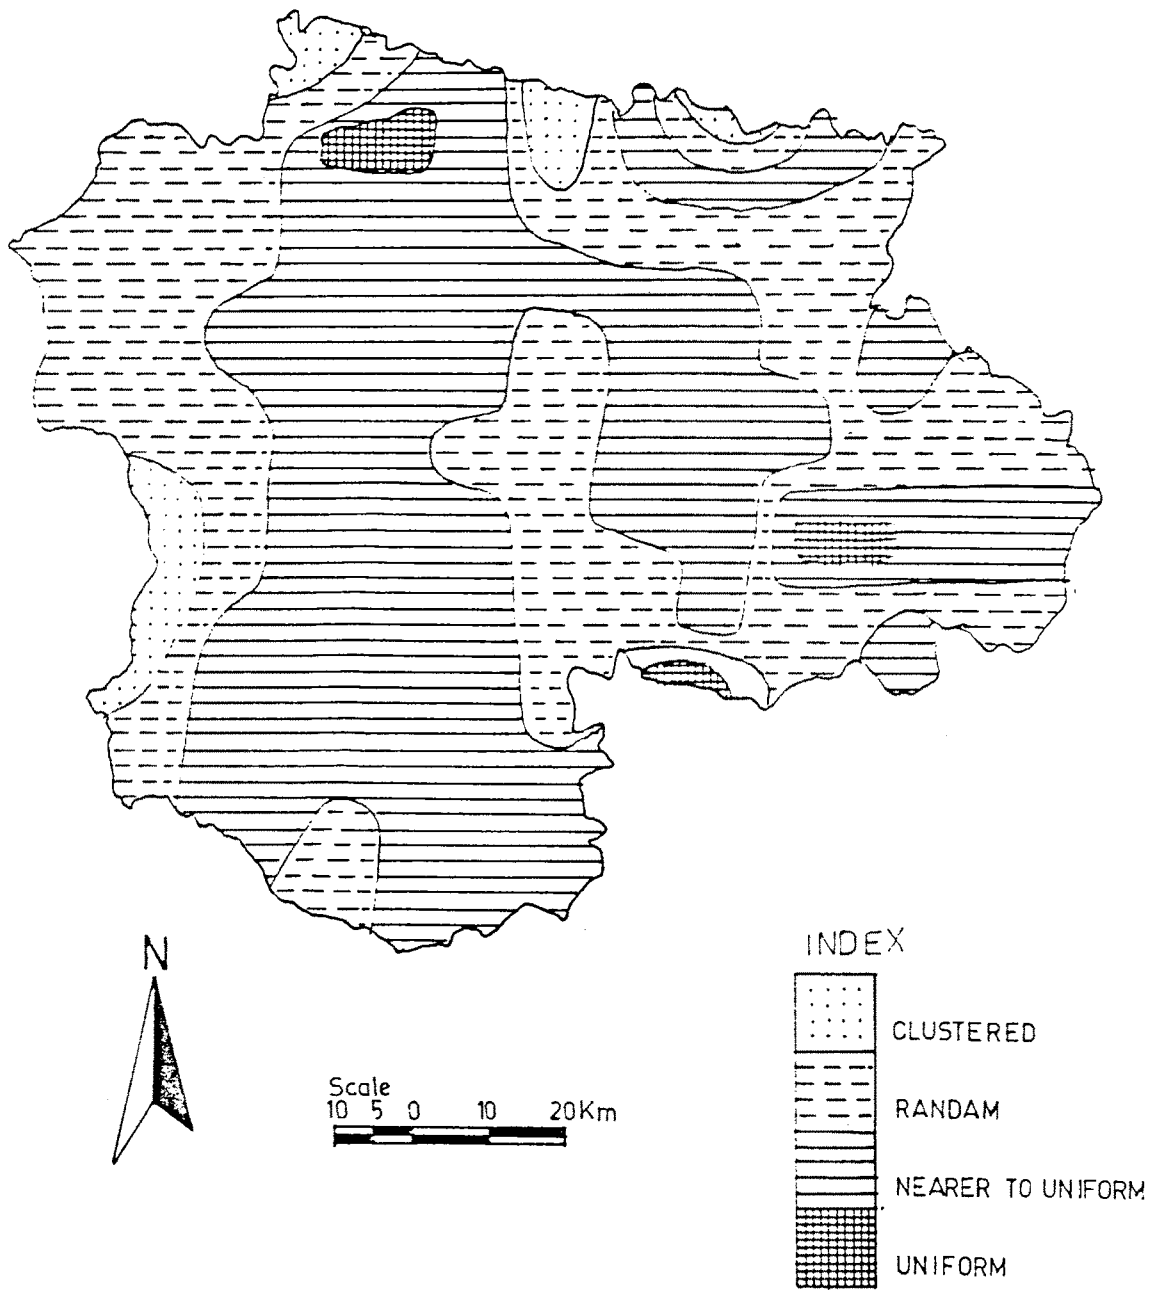 N
Scale
10 5 0 10 20Km
INDEX
CLUSTERED
RANDAM
NEARER TO UNIFORM
UNIFORM